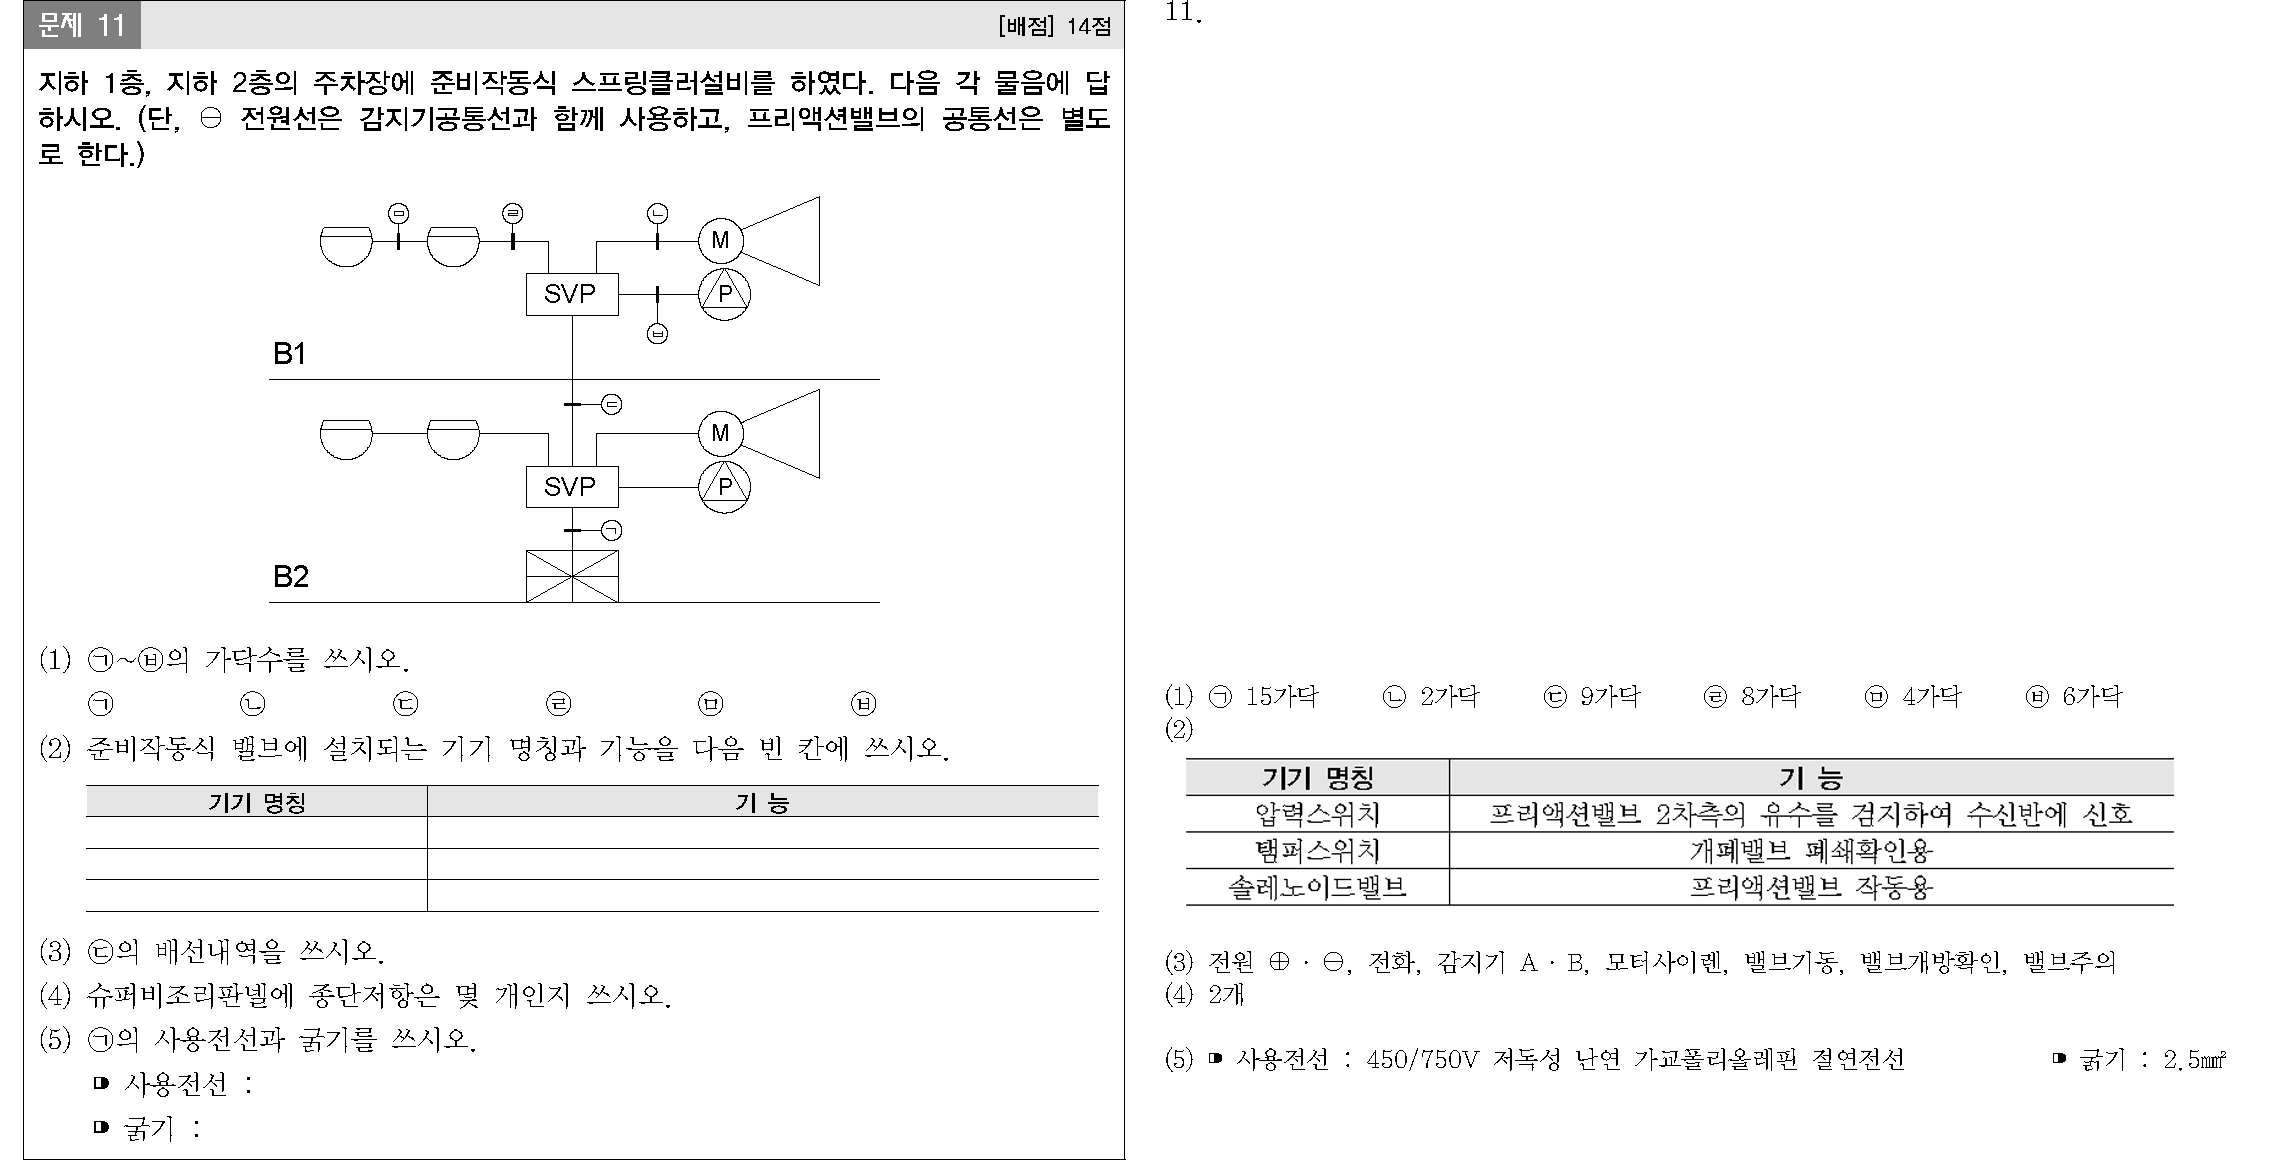 문제 11
[배점] 14점
지하 1층, 지하 2층의 주차장에 준비작동식 스프링클러설비를 하였다. 다음 각 물음에 답
하시오. (단, ⊖ 전원선은 감지기공통선과 함께 사용하고, 프리액션밸브의 공통선은 별도
로 한다.)
㉤ ㉣ ㉡
M
SVP P
㉥
B1
㉢
M
SVP P
㉠
B2
(1) ㉠~㉥의 가닥수를 쓰시오.
㉠ ㉡ ㉢ ㉣ ㉤ ㉥
(2) 준비작동식 밸브에 설치되는 기기 명칭과 기능을 다음 빈 칸에 쓰시오.
기기 명칭 기 능
(3) ㉢의 배선내역을 쓰시오.
(4) 슈퍼비조리판넬에 종단저항은 몇 개인지 쓰시오.
(5) ㉠의 사용전선과 굵기를 쓰시오.
사용전선 :
굵기 :
11.
(1) ㉠ 15가닥 ㉡ 2가닥 ㉢ 9가닥 ㉣ 8가닥 ㉤ 4가닥 ㉥ 6가닥
(2)
기기 명칭 기 능
압력스위치 프리액션밸브 2차측의 유수를 검지하여 수신반에 신호
탬퍼스위치 개폐밸브 폐쇄확인용
솔레노이드밸브 프리액션밸브 작동용
(3) 전원 ⊕ · ⊖, 전화, 감지기 A · B, 모터사이렌, 밸브기동, 밸브개방확인, 밸브주의
(4) 2개
(5) 사용전선 : 450/750V 저독성 난연 가교폴리올레핀 절연전선 굵기 : 2.5㎟